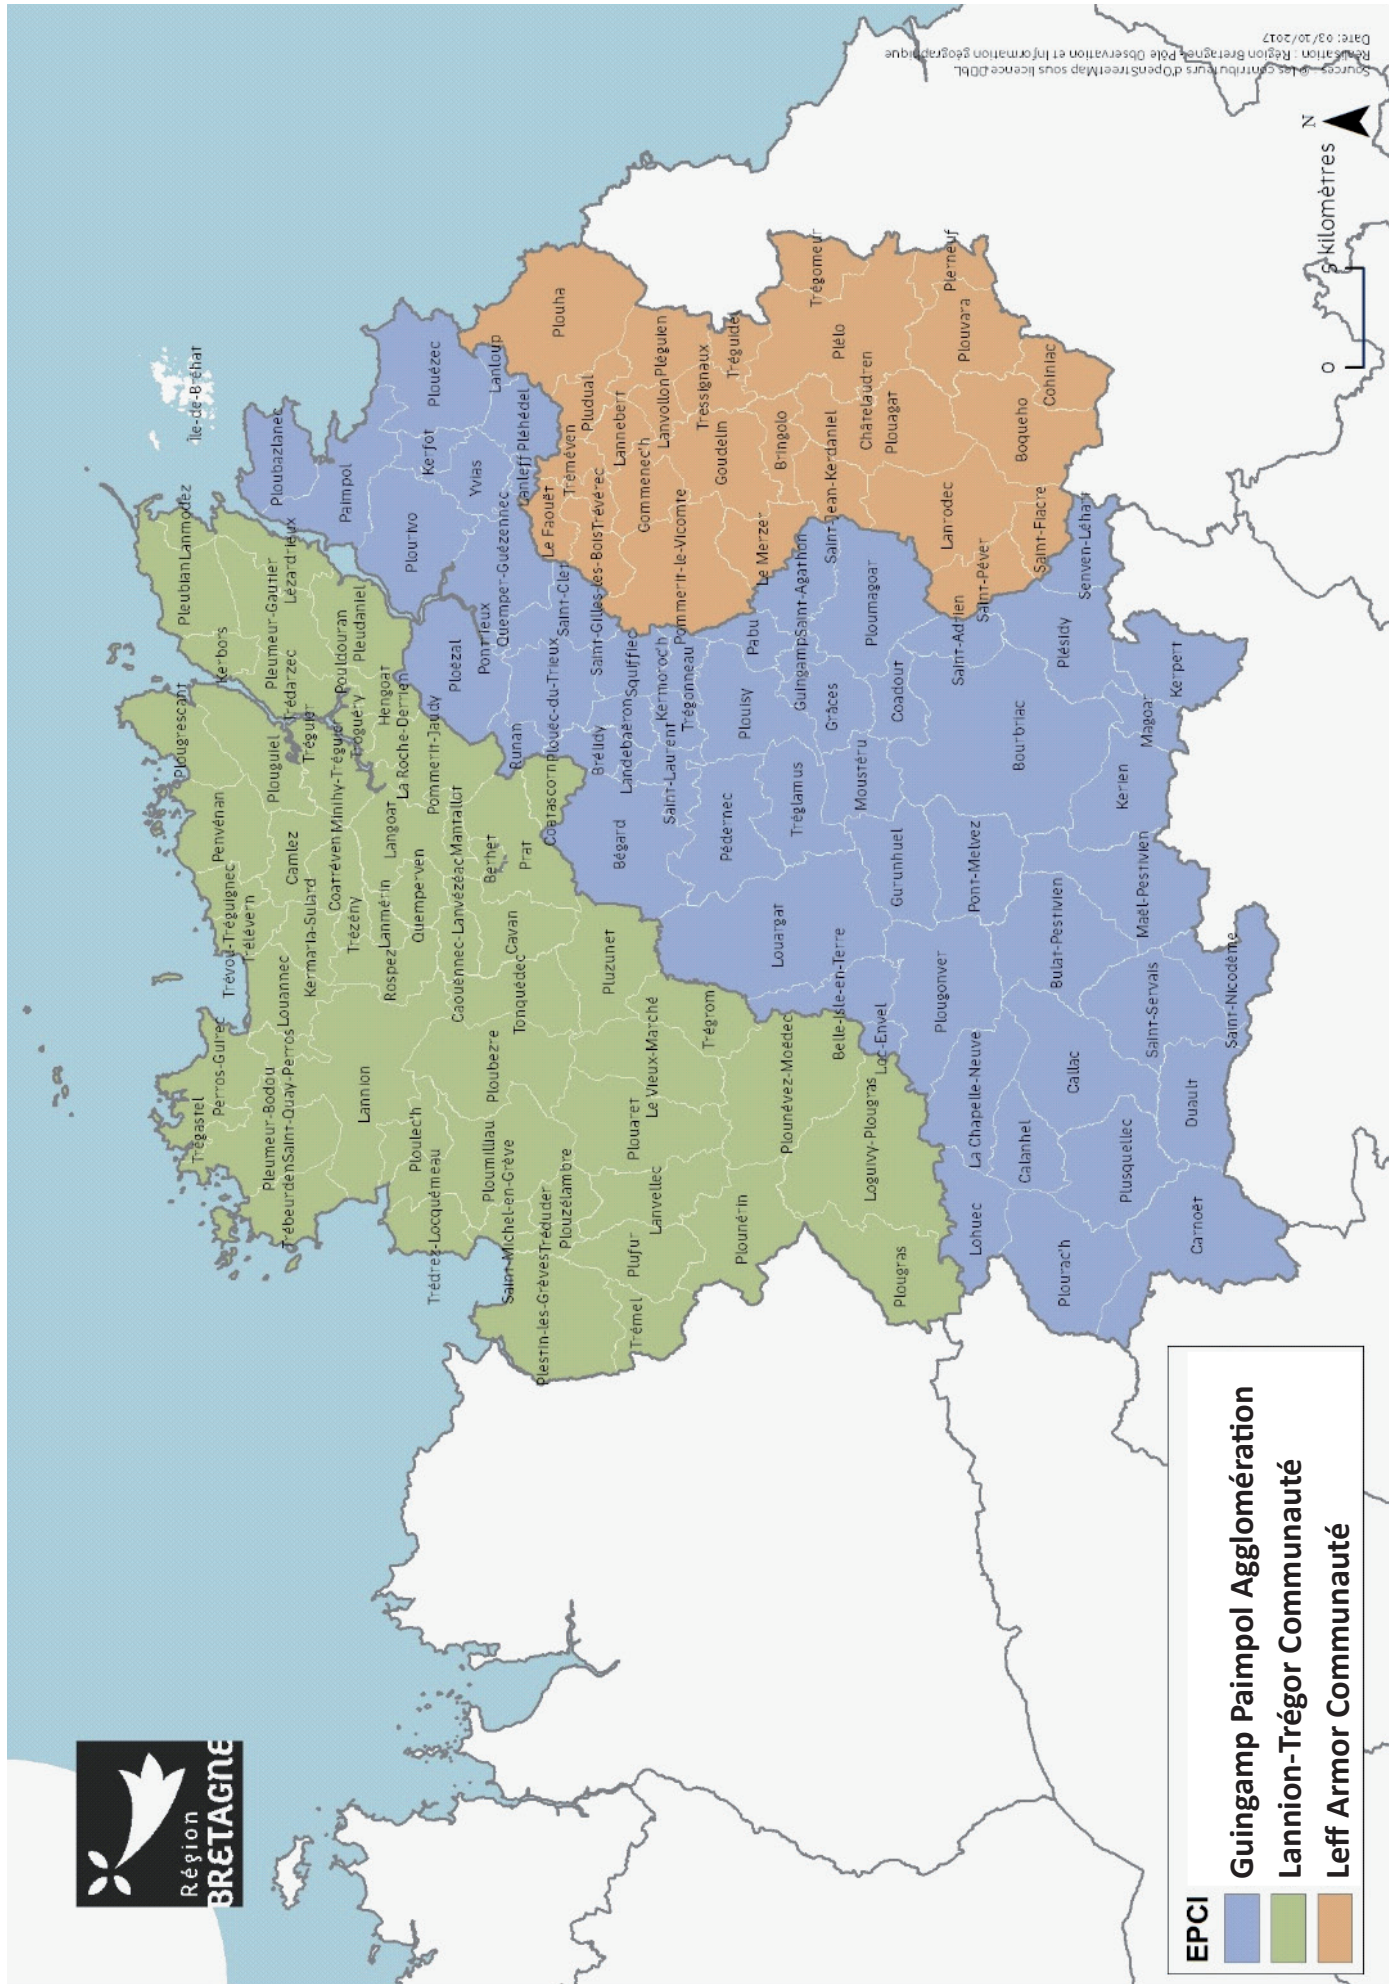 Région
BRETAGNE
Île-de-Bréhat
Ploubazlanec
Paimpol
Plouézec
Kerfot
Plourivo
Yvias
Lanloup
Pléhédel
Lanleff
Quemper-Guézennec
Plouha
Pludual
Tréméven
Le Faouët
Lannebert
Trévérec
Saint-Gilles-les-Bois
Gommenec'h
Lanvollon
Pléguien
Tressignaux
Tréguidel
Goudelin
Pommerit-le-Vicomte
Le Merzer
Bringolo
Saint-Jean-Kerdaniel
Plélo
Trégomeur
Châtelaudren
Plouagat
Plerneuf
Plouvara
Lanrodec
Boqueho
Cohiniac
Saint-Fiacre
Saint-Péver
Senven-Léhart
Pleubian
Lanmodez
Kerbors
Pleumeur-Gautier
Lézardrieux
Trédarzec
Pouldouran
Pleudaniel
Hengoat
Troguéry
La Roche-Derrien
Pommerit-Jaudy
Plougrescant
Plouguiel
Tréguier
Minihy-Tréguier
Penvénan
Camlez
Coatréven
Langoat
Trévou-Tréguignec
Trélévern
Kermaria-Sulard
Trézény
Lanmérin
Rospez
Quemperven
Mantallot
Berhet
Prat
Coatascorn
Caouënnec-Lanvézéac
Cavan
Tonquédec
Pluzunet
Louannec
Perros-Guirec
Trégastel
Pleumeur-Bodou
Saint-Quay-Perros
Trébeurden
Lannion
Ploulec'h
Ploubezre
Trédrez-Locquémeau
Ploumilliau
Saint-Michel-en-Grève
Plouzélambre
Tréduder
Plestin-les-Grèves
Plufur
Trémel
Lanvellec
Plouaret
Le Vieux-Marché
Trégrom
Plounérin
Plounévez-Moëdec
Loguivy-Plougras
Plougras
Ploëzal
Pontrieux
Runan
Plouëc-du-Trieux
Saint-Clet
Brélidy
Landebaëron
Squiffiec
Kermoroc'h
Saint-Laurent
Trégonneau
Bégard
Pédernec
Plouisy
Pabu
Guingamp
Saint-Agathon
Grâces
Ploumagoar
Tréglamus
Moustéru
Coadout
Saint-Adrien
Louargat
Gurunhuel
Belle-Isle-en-Terre
Loc-Envel
Plougonver
Pont-Melvez
Bourbriac
Plésidy
Kerpert
Magoar
Kerien
Bulat-Pestivien
Maël-Pestivien
La Chapelle-Neuve
Callac
Calanhel
Lohuec
Plourac'h
Plusquellec
Carnoët
Duault
Saint-Servais
Saint-Nicodème
EPCI
Guingamp Paimpol Agglomération
Lannion-Trégor Communauté
Leff Armor Communauté
0 9 kilomètres
N
Sources : © les contributeurs d'OpenStreetMap sous licence ODbL
Réalisation : Région Bretagne - Pôle Observation et Information géographique
Date: 03/10/2017